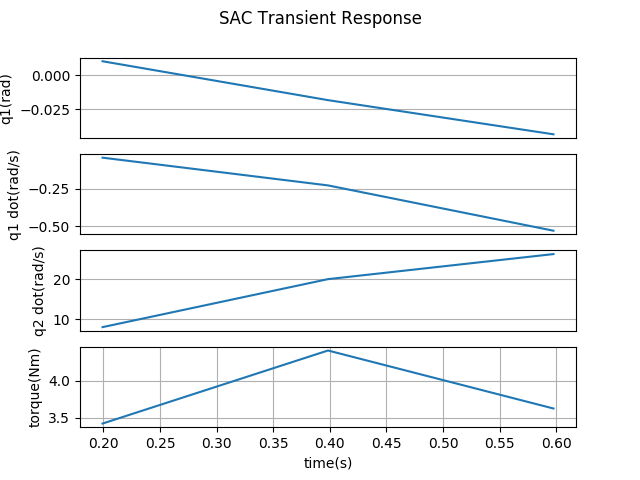 SAC Transient Response
0.000
−0.025
q1(rad)
−0.25
−0.50
q1 dot(rad/s)
20
10
q2 dot(rad/s)
4.0
3.5
torque(Nm)
0.20 0.25 0.30 0.35 0.40 0.45 0.50 0.55 0.60
time(s)